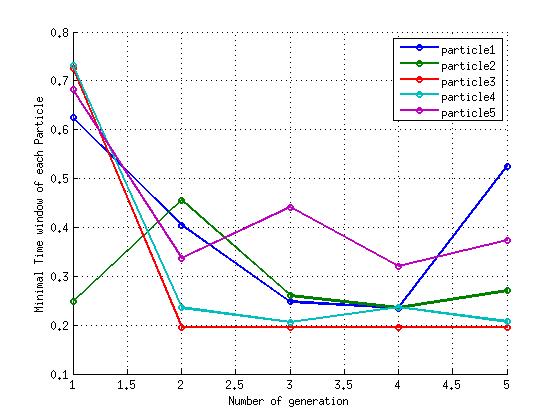 0.8
0.7
0.6
0.5
0.4
0.3
0.2
0.1
Minimal Time window of each Particle
1
1.5
2
2.5
3
3.5
4
4.5
5
Number of generation
particle1
particle2
particle3
particle4
particle5